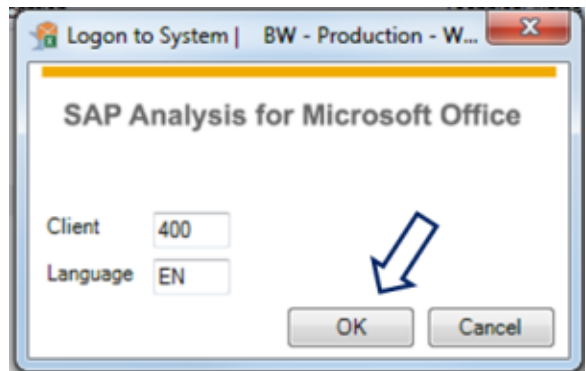 Logon to System | BW - Production - W...
SAP Analysis for Microsoft Office
Client 400
Language EN
OK Cancel